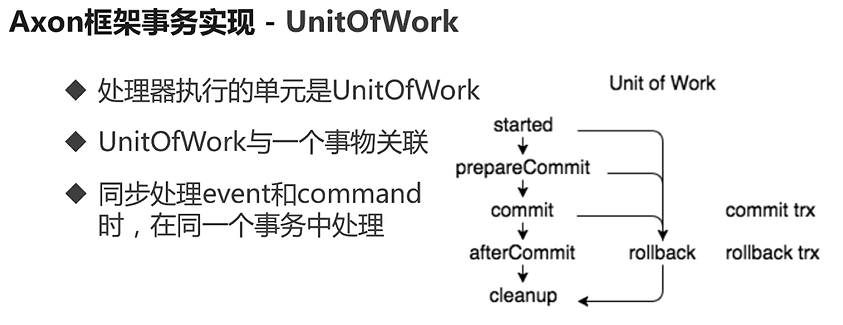 Axon框架事务实现 - UnitOfWork
◆ 处理器执行的单元是UnitOfWork
◆ UnitOfWork与一个事物关联
◆ 同步处理event和command
时，在同一个事务中处理
Unit of Work
started
prepareCommit
commit
commit trx
afterCommit
rollback
rollback trx
cleanup